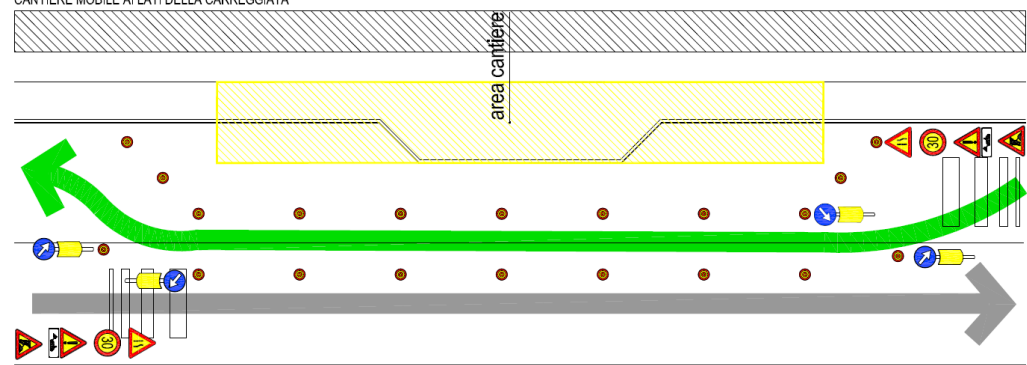 CANTIERE MOBILE AI LATI DELLA CARREGGIATA
area cantiere
30
30